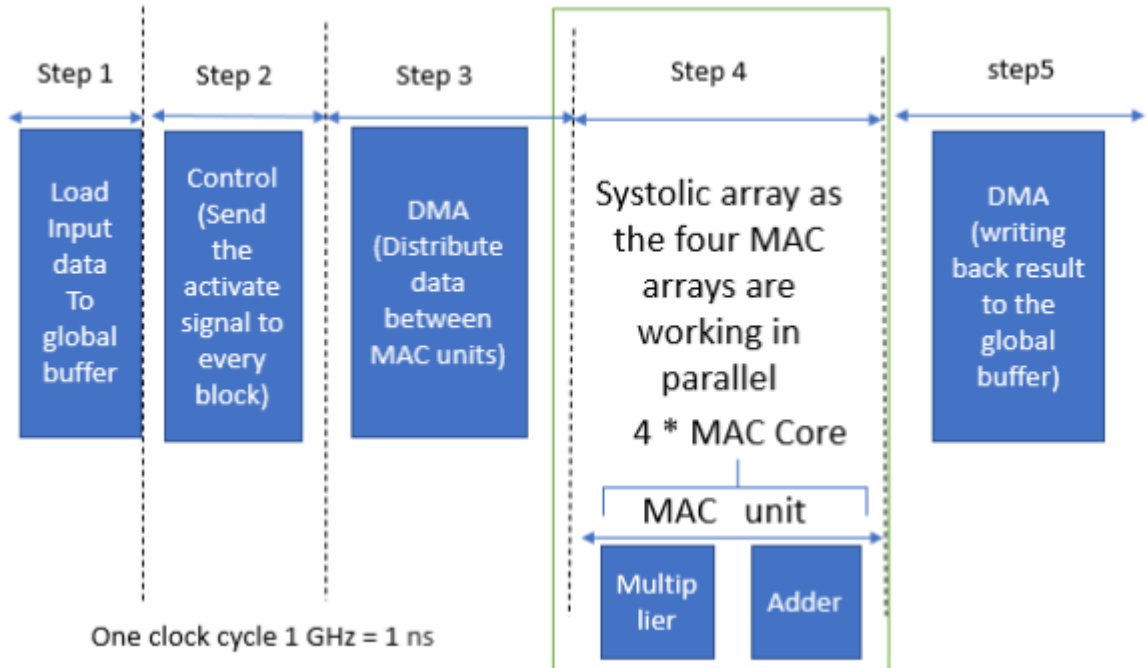 Step 1
Step 2
Step 3
Step 4
step5
Load
Input
data
To
global
buffer
Control
(Send
the
activate
signal to
every
block)
DMA
(Distribute
data
between
MAC units)
Systolic array as
the four MAC
arrays are
working in
parallel
4 * MAC Core
MAC unit
Multip
lier
Adder
DMA
(writing
back result
to the
global
buffer)
One clock cycle 1 GHz = 1 ns